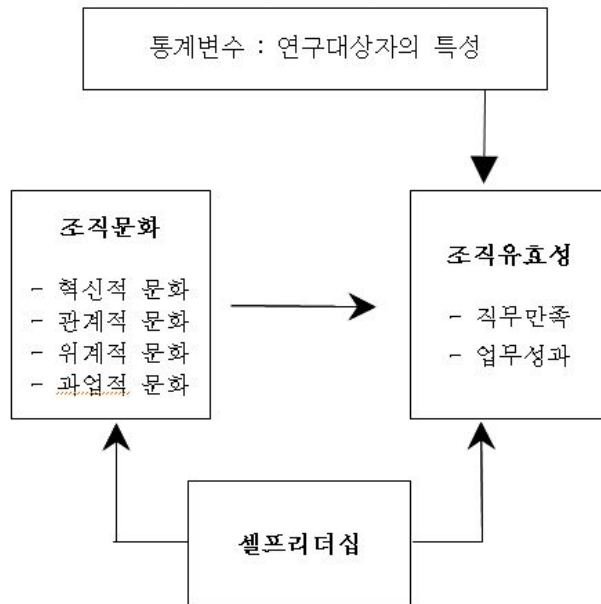 통계변수 : 연구대상자의 특성
조직문화
- 혁신적 문화
- 관계적 문화
- 위계적 문화
- 과업적 문화
조직유효성
- 직무만족
- 업무성과
셀프리더십